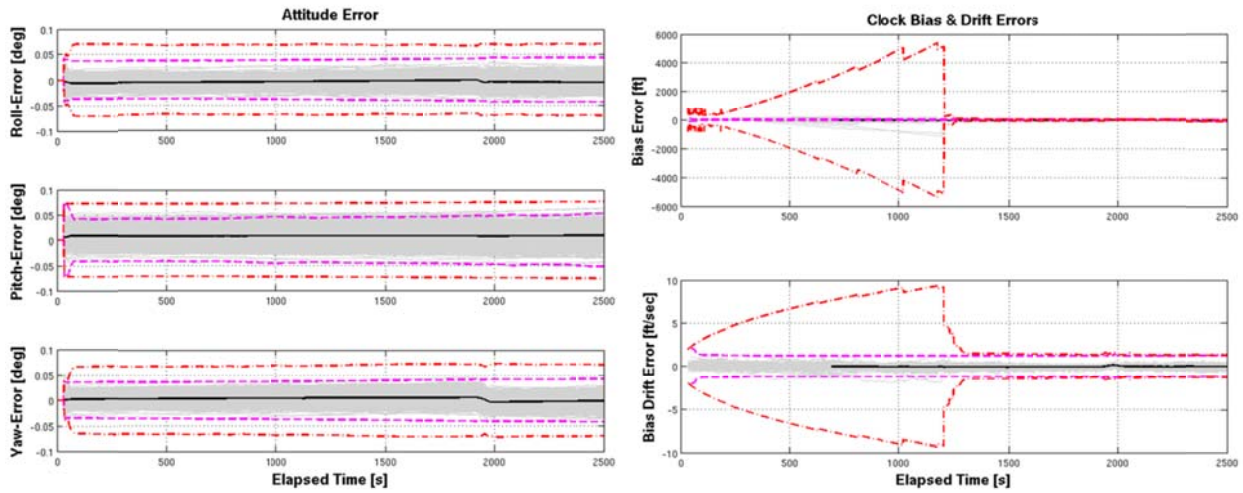 Attitude Error
0.1
0.05
0
-0.05
-0.1
Roll-Error [deg]
0 500 1000 1500 2000 2500
0.1
0.05
0
-0.05
-0.1
Pitch-Error [deg]
0 500 1000 1500 2000 2500
0.1
0.05
0
-0.05
-0.1
Yaw-Error [deg]
0 500 1000 1500 2000 2500
Elapsed Time [s]
Clock Bias & Drift Errors
6000
4000
2000
0
-2000
-4000
-6000
Bias Error [ft]
0 500 1000 1500 2000 2500
10
5
0
-5
-10
Bias Drift Error [ft/sec]
0 500 1000 1500 2000 2500
Elapsed Time [s]